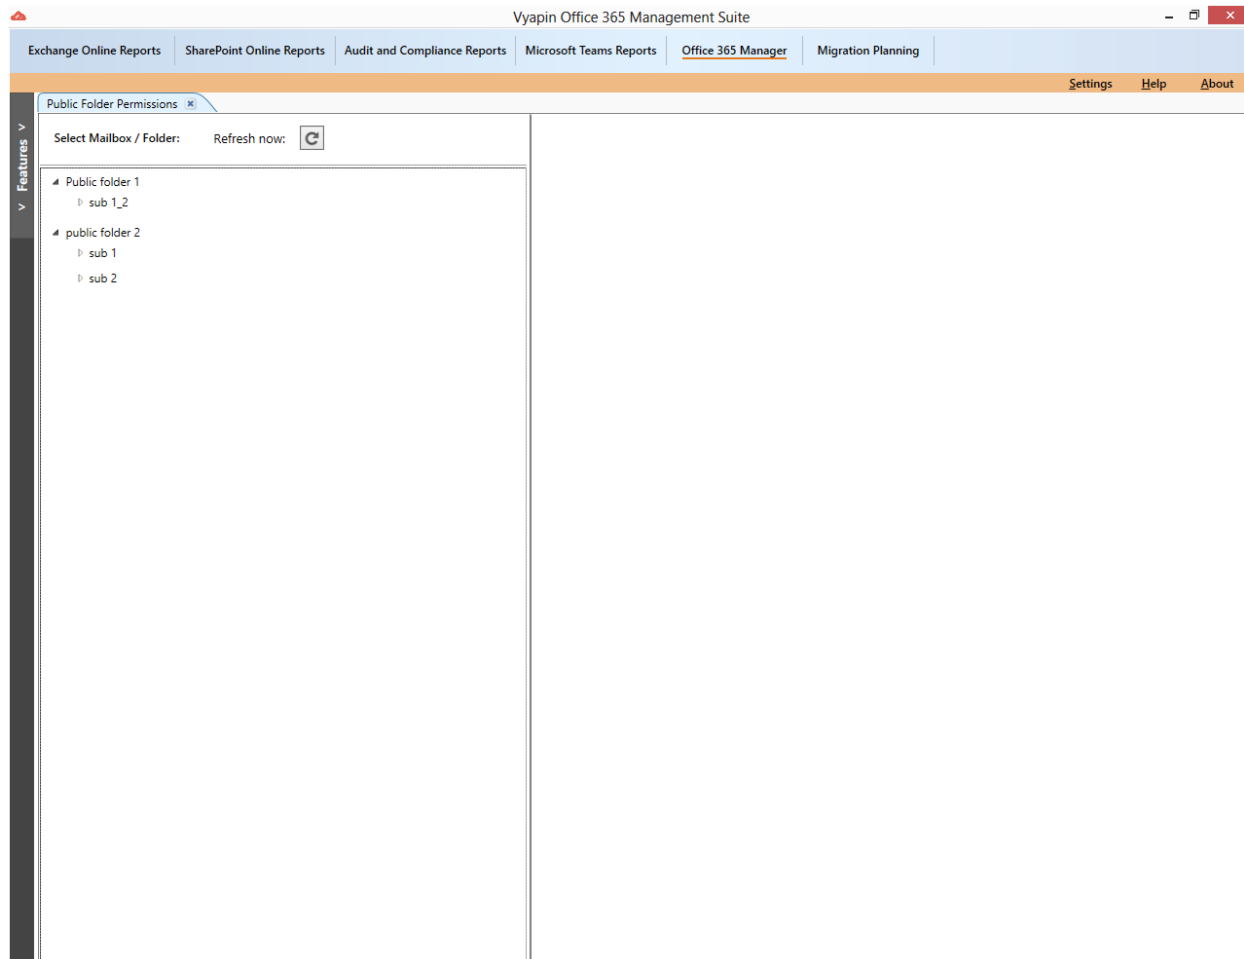 Vyapin Office 365 Management Suite
Exchange Online Reports SharePoint Online Reports Audit and Compliance Reports Microsoft Teams Reports Office 365 Manager Migration Planning
Settings Help About
Public Folder Permissions
> Features >
Select Mailbox / Folder: Refresh now:
Public folder 1
sub 1_2
public folder 2
sub 1
sub 2